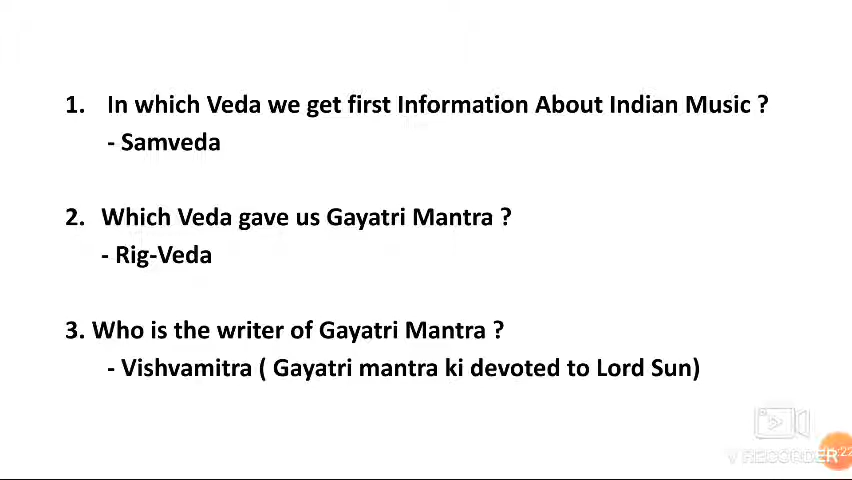 1. In which Veda we get first Information About Indian Music ?
- Samveda
2. Which Veda gave us Gayatri Mantra ?
- Rig-Veda
3. Who is the writer of Gayatri Mantra ?
- Vishvamitra ( Gayatri mantra ki devoted to Lord Sun)
V RECORDER